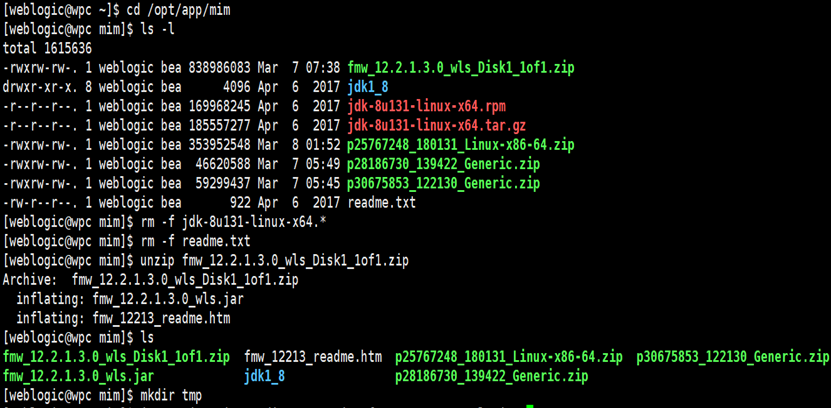 [weblogic@wpc ~]$ cd /opt/app/mim
[weblogic@wpc mim]$ ls -l
total 1615636
-rwxrw-rw-. 1 weblogic bea 838986083 Mar  7 07:38 fmw_12.2.1.3.0_wls_Disk1_1of1.zip
drwxr-xr-x. 8 weblogic bea      4096 Apr  6  2017 jdk1_8
-r--r--r--. 1 weblogic bea 169968245 Apr  6  2017 jdk-8u131-linux-x64.rpm
-r--r--r--. 1 weblogic bea 185557277 Apr  6  2017 jdk-8u131-linux-x64.tar.gz
-rwxrw-rw-. 1 weblogic bea 353952548 Mar  8 01:52 p25767248_180131_Linux-x86-64.zip
-rwxrw-rw-. 1 weblogic bea  46620588 Mar  7 05:49 p28186730_139422_Generic.zip
-rwxrw-rw-. 1 weblogic bea  59299437 Mar  7 05:45 p30675853_122130_Generic.zip
-rw-r--r--. 1 weblogic bea       922 Apr  6  2017 readme.txt
[weblogic@wpc mim]$ rm -f jdk-8u131-linux-x64.*
[weblogic@wpc mim]$ rm -f readme.txt
[weblogic@wpc mim]$ unzip fmw_12.2.1.3.0_wls_Disk1_1of1.zip
Archive:  fmw_12.2.1.3.0_wls_Disk1_1of1.zip
  inflating: fmw_12.2.1.3.0_wls.jar
  inflating: fmw_12213_readme.htm
[weblogic@wpc mim]$ ls
fmw_12.2.1.3.0_wls_Disk1_1of1.zip  fmw_12213_readme.htm  p25767248_180131_Linux-x86-64.zip  p30675853_122130_Generic.zip
fmw_12.2.1.3.0_wls.jar             jdk1_8                p28186730_139422_Generic.zip
[weblogic@wpc mim]$ mkdir tmp